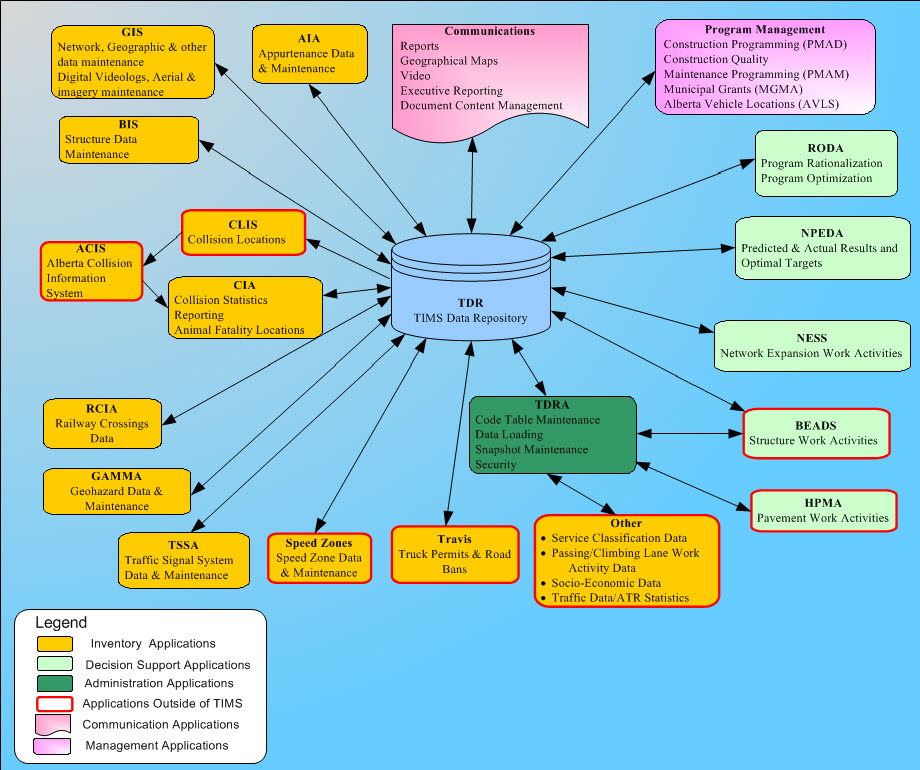 GIS
Network, Geographic & other
data maintenance
Digital Videologs, Aerial &
imagery maintenance
AIA
Appurtenance Data
& Maintenance
Communications
Reports
Geographical Maps
Video
Executive Reporting
Document Content Management
Program Management
Construction Programming (PMAD)
Construction Quality
Maintenance Programming (PMAM)
Municipal Grants (MGMA)
Alberta Vehicle Locations (AVLS)
BIS
Structure Data
Maintenance
RODA
Program Rationalization
Program Optimization
CLIS
Collision Locations
NPEDA
Predicted & Actual Results and
Optimal Targets
ACIS
Alberta Collision
Information
System
CIA
Collision Statistics
Reporting
Animal Fatality Locations
TDR
TIMS Data Repository
NESS
Network Expansion Work Activities
RCIA
Railway Crossings
Data
TDRA
Code Table Maintenance
Data Loading
Snapshot Maintenance
Security
BEADS
Structure Work Activities
GAMMA
Geohazard Data &
Maintenance
HPMA
Pavement Work Activities
TSSA
Traffic Signal System
Data & Maintenance
Speed Zones
Speed Zone Data
& Maintenance
Travis
Truck Permits & Road
Bans
Other
• Service Classification Data
• Passing/Climbing Lane Work
Activity Data
• Socio-Economic Data
• Traffic Data/ATR Statistics
Legend
Inventory Applications
Decision Support Applications
Administration Applications
Applications Outside of TIMS
Communication Applications
Management Applications